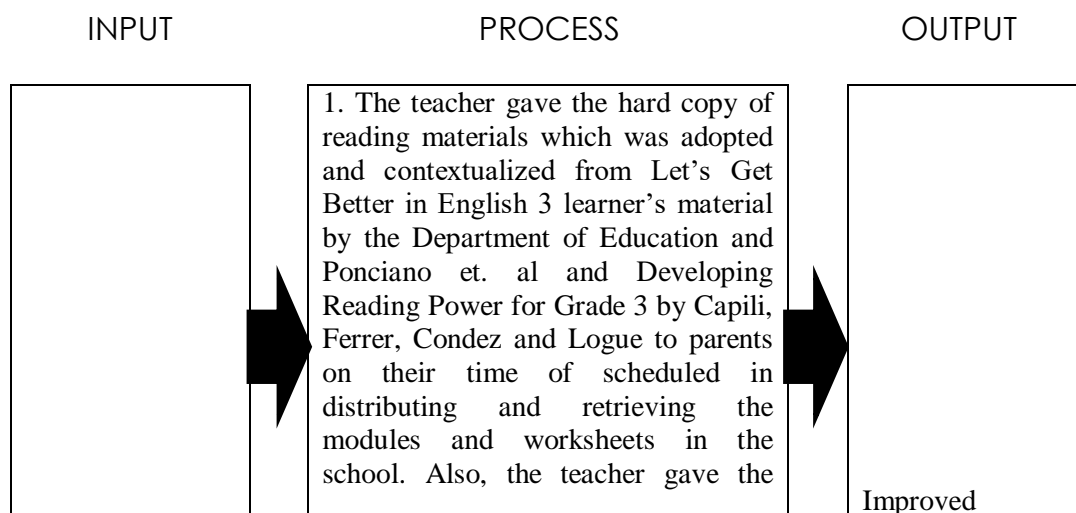 INPUT
PROCESS
OUTPUT
1. The teacher gave the hard copy of
reading materials which was adopted
and contextualized from Let’s Get
Better in English 3 learner’s material
by the Department of Education and
Ponciano et. al and Developing
Reading Power for Grade 3 by Capili,
Ferrer, Condez and Logue to parents
on their time of scheduled in
distributing and retrieving the
modules and worksheets in the
school. Also, the teacher gave the
Improved